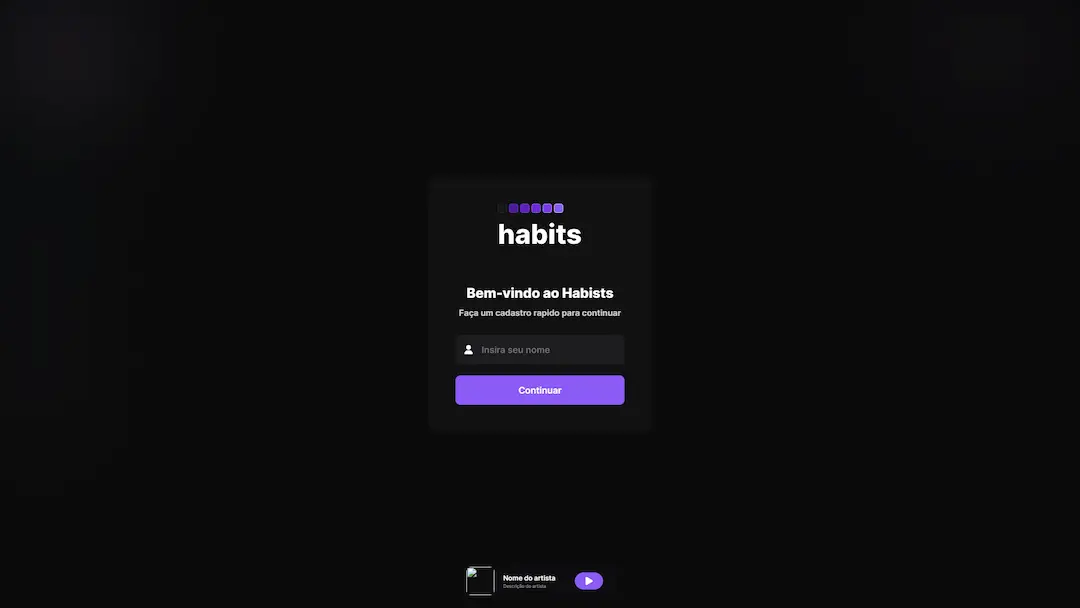 habits
Bem-vindo ao Habists
Faça um cadastro rapido para continuar
Insira seu nome
Continuar
Nome do artista
Descrição do artista